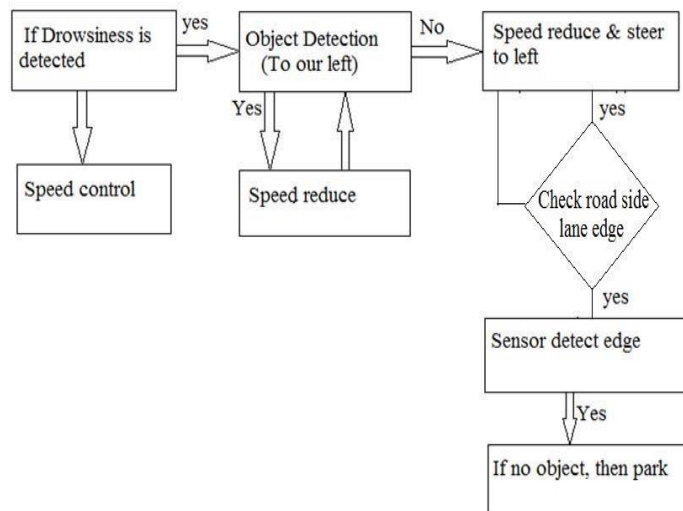 If Drowsiness is
detected
yes
Object Detection
(To our left)
No
Speed reduce & steer
to left
Yes
yes
Speed control
Speed reduce
Check road side
lane edge
yes
Sensor detect edge
Yes
If no object, then park